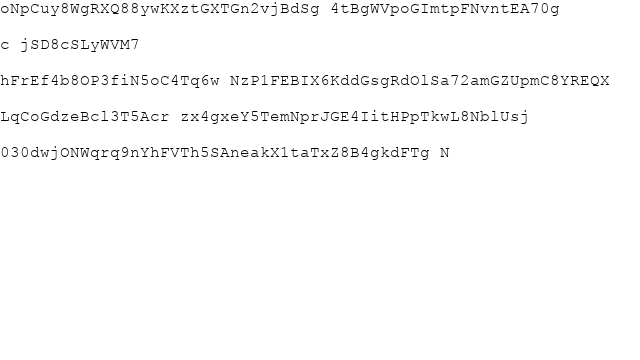 oNpCuy8WgRXQ88ywKXztGXTGn2vjBdSg 4tBgWVpoGImtpFNvntEA70g
c jSD8cSLyWVM7
hFrEf4b8OP3fiN5oC4Tq6w NzP1FEBIX6KddGsgRdOlSa72amGZUpmC8YREQX
LqCoGdzeBcl3T5Acr zx4gxeY5TemNprJGE4IitHPpTkwL8NblUsj
030dwjONWqrq9nYhFVTh5SAneakX1taTxZ8B4gkdFTg N